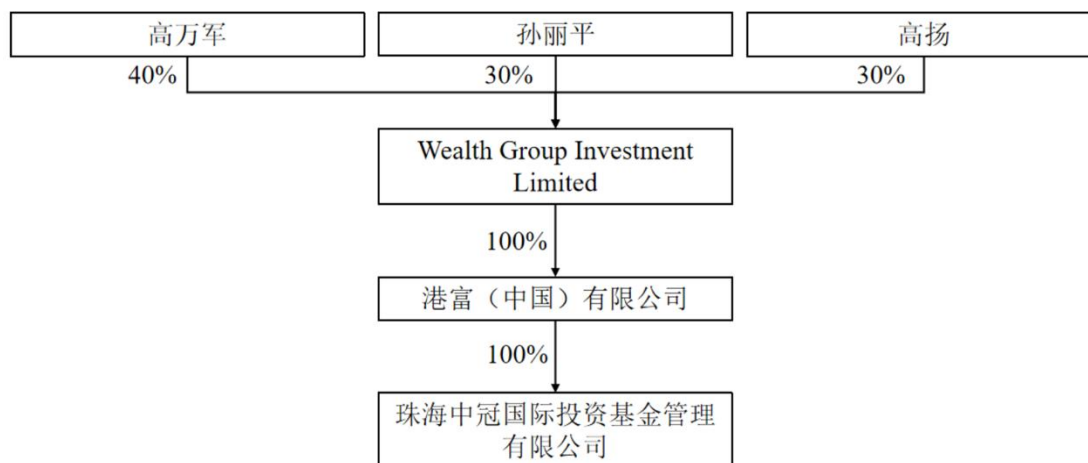 高万军
孙丽平
高扬
40%
30%
30%
Wealth Group Investment
Limited
100%
港富（中国）有限公司
100%
珠海中冠国际投资基金管理
有限公司